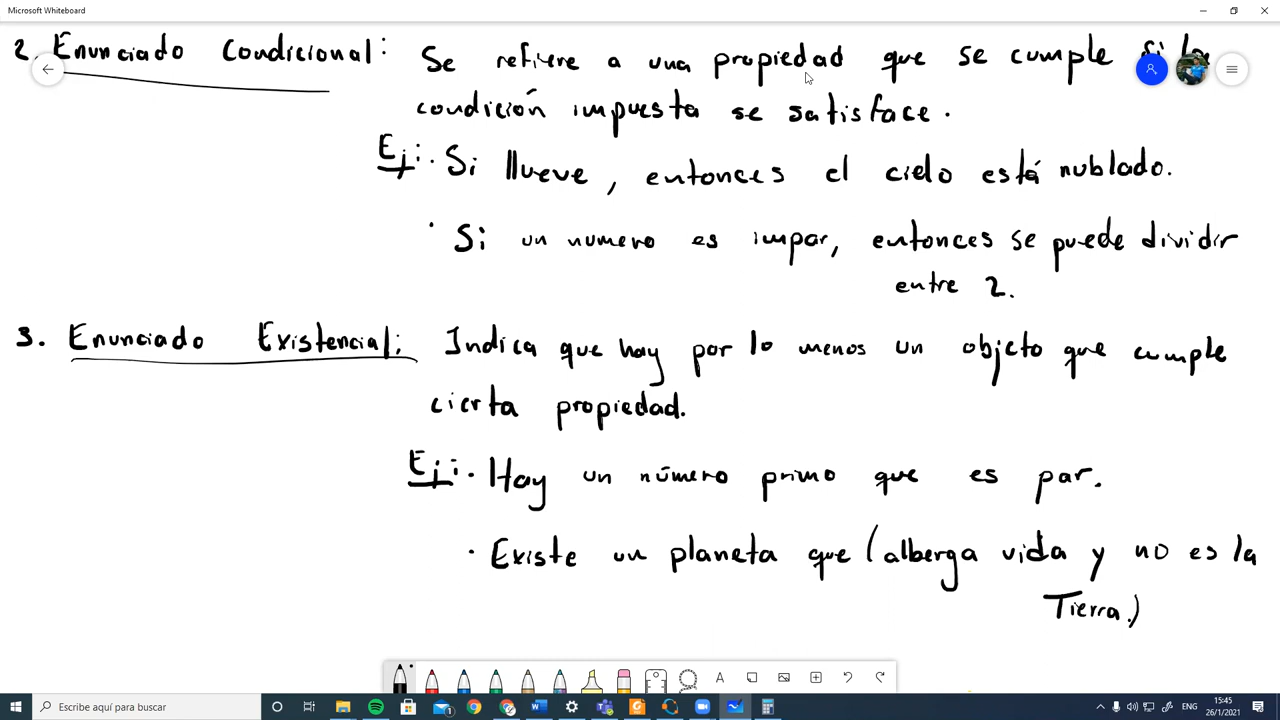 Microsoft Whiteboard
2. Enunciado Condicional: Se refiere a una propiedad que se cumple si la
condición impuesta se satisface.
Ej: · Si llueve, entonces el cielo está nublado.
· Si un numero es impar, entonces se puede dividir
entre 2.
3. Enunciado Existencial: Indica que hay por lo menos un objeto que cumple
cierta propiedad.
Ej: · Hay un número primo que es par.
· Existe un planeta que (alberga vida y no es la
Tierra.)
Escribe aquí para buscar
ENG
15:45
26/1/2021